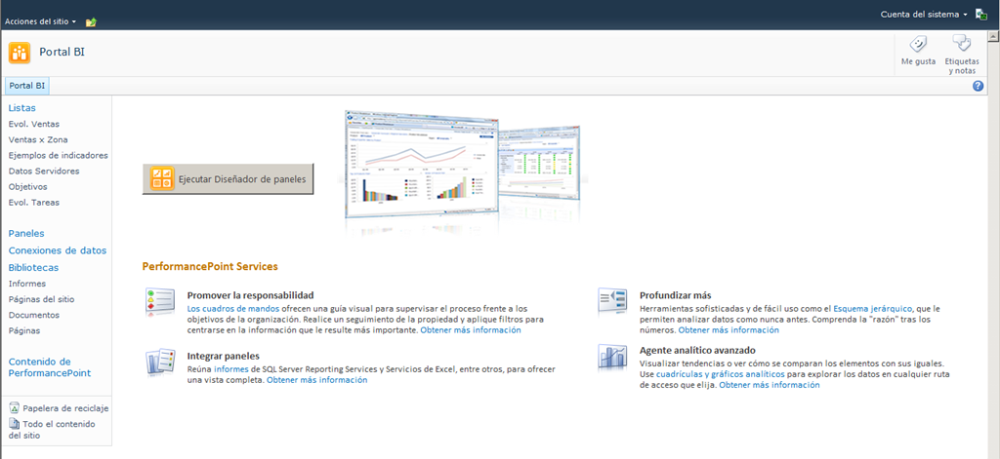 Acciones del sitio
Cuenta del sistema
Portal BI
Me gusta
Etiquetas
y notas
Portal BI
Listas
Evol. Ventas
Ventas x Zona
Ejemplos de indicadores
Datos Servidores
Objetivos
Evol. Tareas
Paneles
Conexiones de datos
Bibliotecas
Informes
Páginas del sitio
Documentos
Páginas
Contenido de
PerformancePoint
Papelera de reciclaje
Todo el contenido
del sitio
Ejecutar Diseñador de paneles
PerformancePoint Services
Promover la responsabilidad
Los cuadros de mandos ofrecen una guía visual para supervisar el proceso frente a los
objetivos de la organización. Realice un seguimiento de la propiedad y aplique filtros para
centrarse en la información que le resulte más importante. Obtener más información
Integrar paneles
Reúna informes de SQL Server Reporting Services y Servicios de Excel, entre otros, para ofrecer
una vista completa. Obtener más información
Profundizar más
Herramientas sofisticadas y de fácil uso como el Esquema jerárquico, que le
permiten analizar datos como nunca antes. Comprenda la "razón" tras los
números. Obtener más información
Agente analítico avanzado
Visualizar tendencias o ver cómo se comparan los elementos con sus iguales.
Use cuadrículas y gráficos analíticos para explorar los datos en cualquier ruta
de acceso que elija. Obtener más información